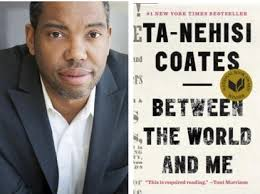 #1 NEW YORK TIMES BESTSELLER
TA-NEHISI
COATES
BETWEEN
THE WORLD
AND ME
"This is required reading." —Toni Morrison